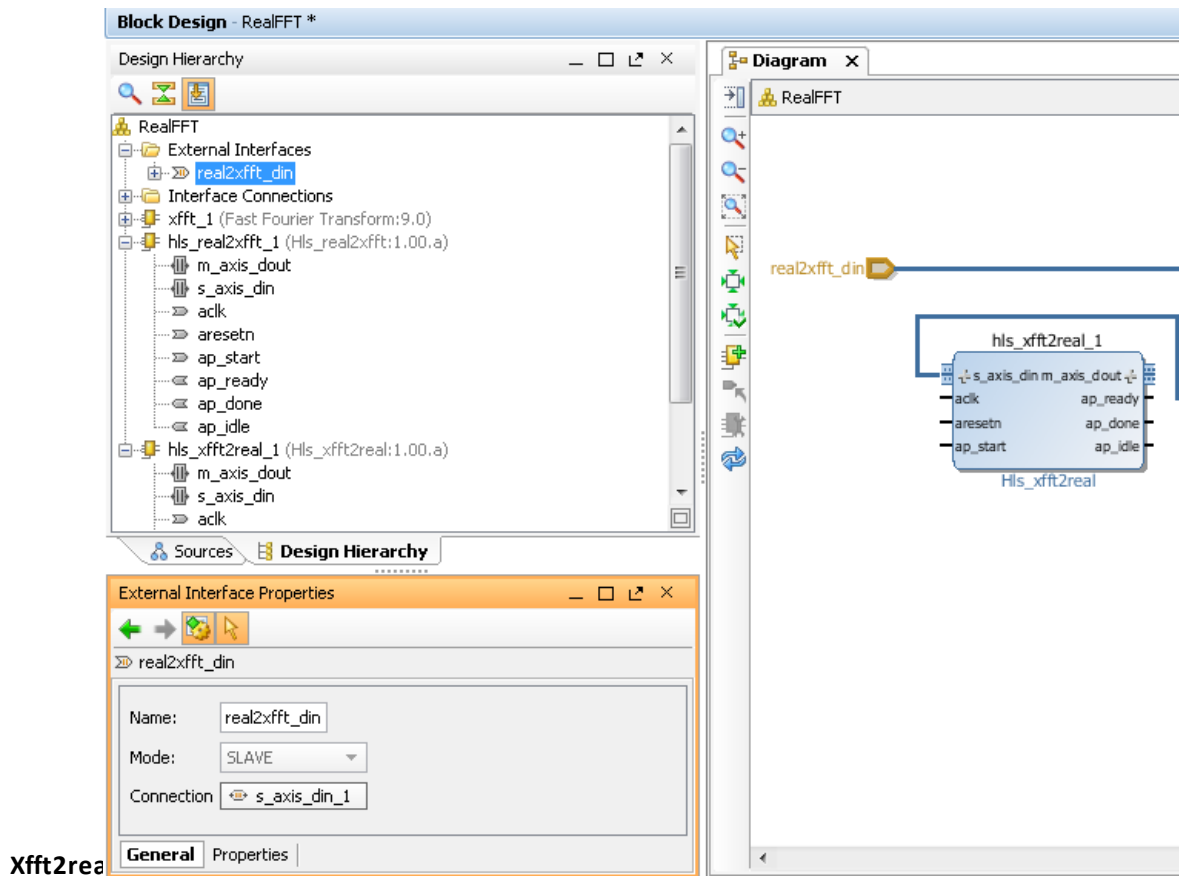 Block Design - RealFFT *
Design Hierarchy
RealFFT
External Interfaces
real2xfft_din
Interface Connections
xfft_1 (Fast Fourier Transform:9.0)
hls_real2xfft_1 (Hls_real2xfft:1.00.a)
m_axis_dout
s_axis_din
aclk
aresetn
ap_start
ap_ready
ap_done
ap_idle
hls_xfft2real_1 (Hls_xfft2real:1.00.a)
m_axis_dout
s_axis_din
aclk
Sources Design Hierarchy
External Interface Properties
real2xfft_din
Name: real2xfft_din
Mode: SLAVE
Connection s_axis_din_1
General Properties
Xfft2rea
Diagram X
RealFFT
real2xfft_din
hls_xfft2real_1
s_axis_din m_axis_dout
aclk ap_ready
aresetn ap_done
ap_start ap_idle
Hls_xfft2real